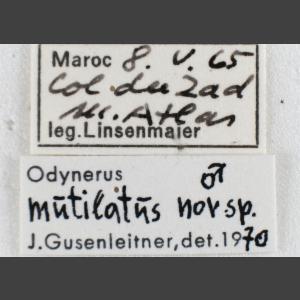 Maroc 8. V. 65
Col. du Zad
M. Atlas
leg. Linsenmaier
Odynerus ♂
mutilatus nov sp.
J. Gusenleitner, det. 1970